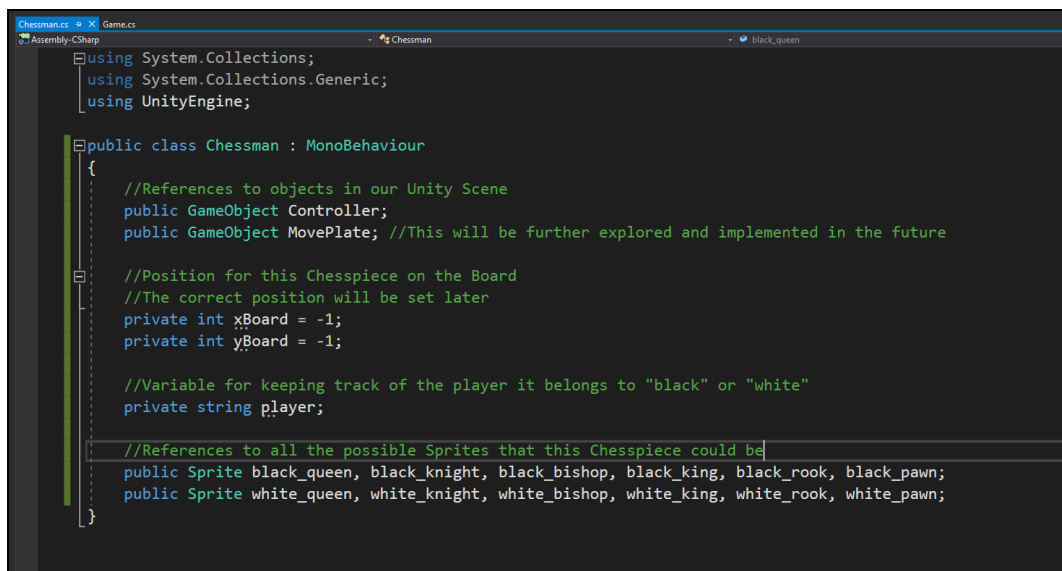 Chessman.cs Game.cs
Assembly-CSharp Chessman black_queen
using System.Collections;
using System.Collections.Generic;
using UnityEngine;
public class Chessman : MonoBehaviour
{
//References to objects in our Unity Scene
public GameObject Controller;
public GameObject MovePlate; //This will be further explored and implemented in the future
//Position for this Chesspiece on the Board
//The correct position will be set later
private int xBoard = -1;
private int yBoard = -1;
//Variable for keeping track of the player it belongs to "black" or "white"
private string player;
//References to all the possible Sprites that this Chesspiece could be
public Sprite black_queen, black_knight, black_bishop, black_king, black_rook, black_pawn;
public Sprite white_queen, white_knight, white_bishop, white_king, white_rook, white_pawn;
}